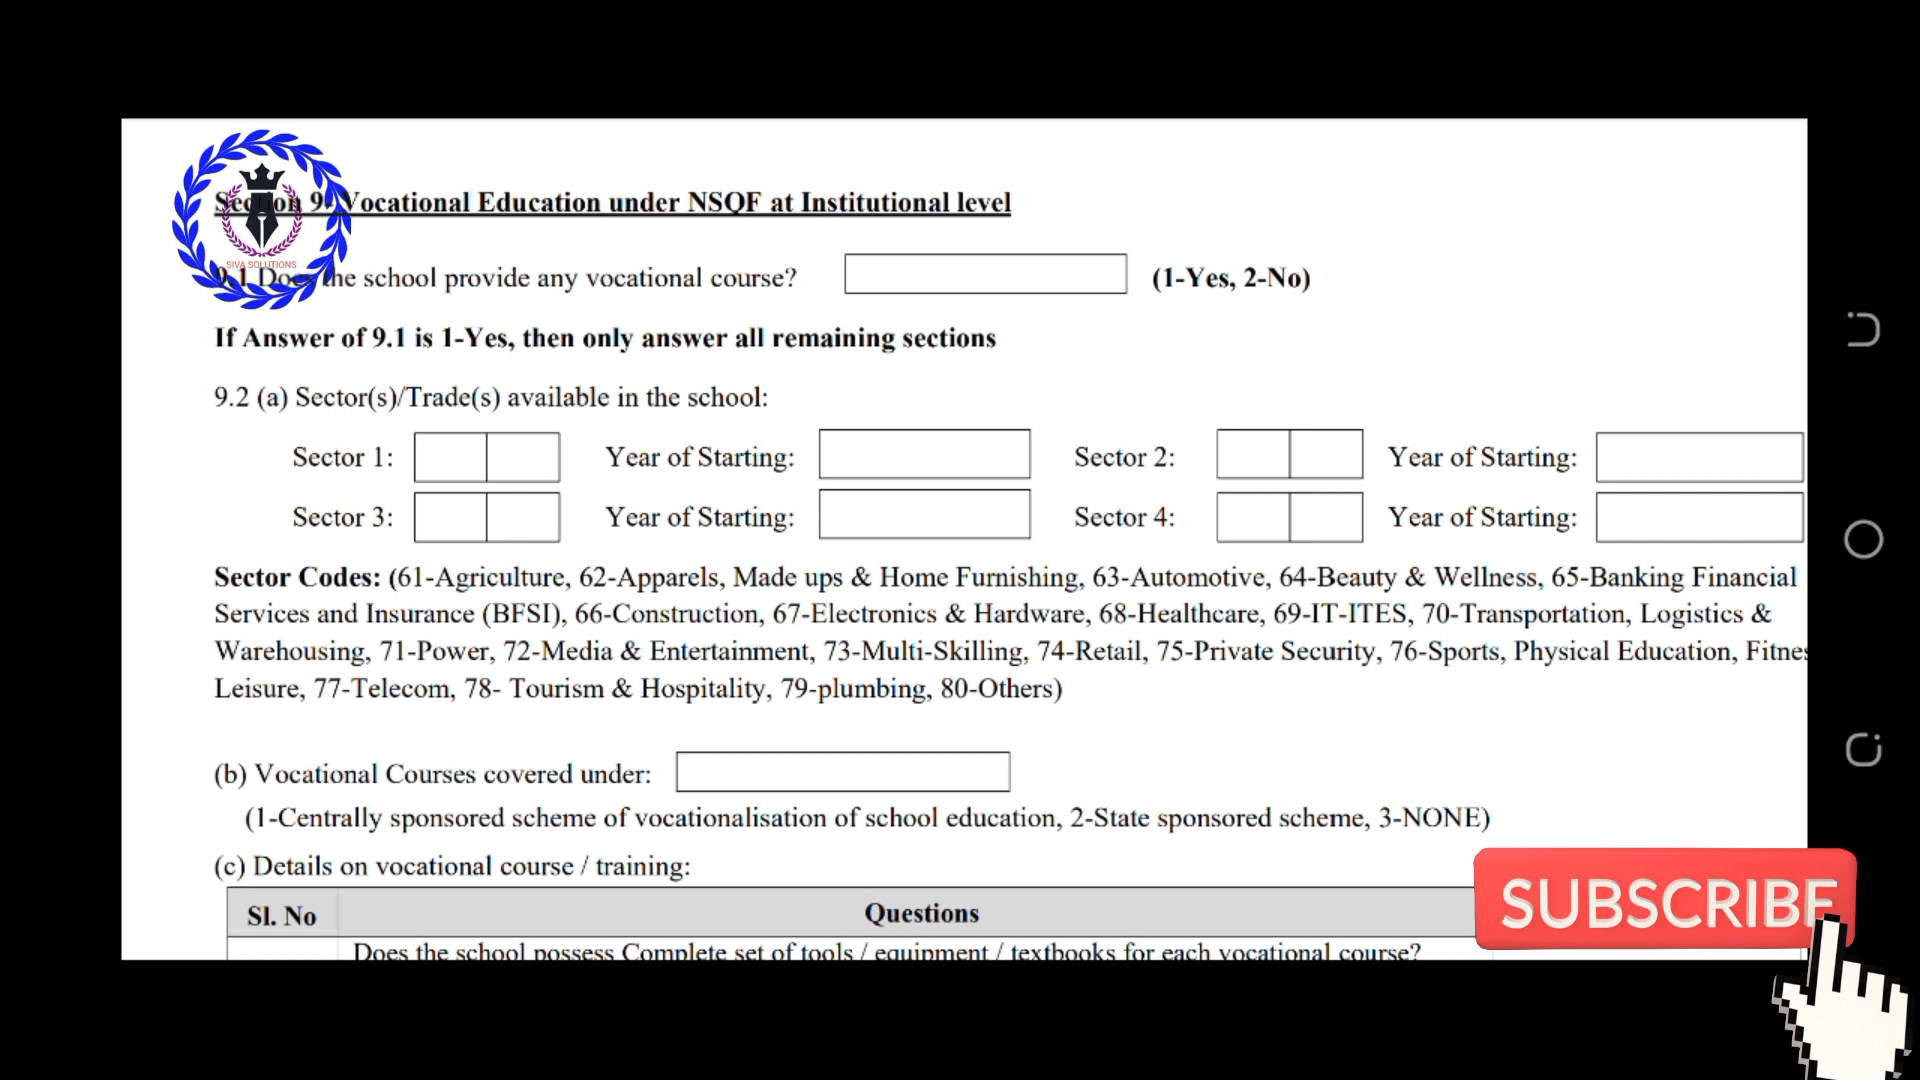 Section 9- Vocational Education under NSQF at Institutional level
SIVA SOLUTIONS
9.1 Does the school provide any vocational course? (1-Yes, 2-No)
If Answer of 9.1 is 1-Yes, then only answer all remaining sections
9.2 (a) Sector(s)/Trade(s) available in the school:
Sector 1: Year of Starting: Sector 2: Year of Starting:
Sector 3: Year of Starting: Sector 4: Year of Starting:
Sector Codes: (61-Agriculture, 62-Apparels, Made ups & Home Furnishing, 63-Automotive, 64-Beauty & Wellness, 65-Banking Financial
Services and Insurance (BFSI), 66-Construction, 67-Electronics & Hardware, 68-Healthcare, 69-IT-ITES, 70-Transportation, Logistics &
Warehousing, 71-Power, 72-Media & Entertainment, 73-Multi-Skilling, 74-Retail, 75-Private Security, 76-Sports, Physical Education, Fitnes
Leisure, 77-Telecom, 78- Tourism & Hospitality, 79-plumbing, 80-Others)
(b) Vocational Courses covered under:
(1-Centrally sponsored scheme of vocationalisation of school education, 2-State sponsored scheme, 3-NONE)
(c) Details on vocational course / training:
Sl. No Questions
SUBSCRIBE
Does the school possess Complete set of tools / equipment / textbooks for each vocational course?